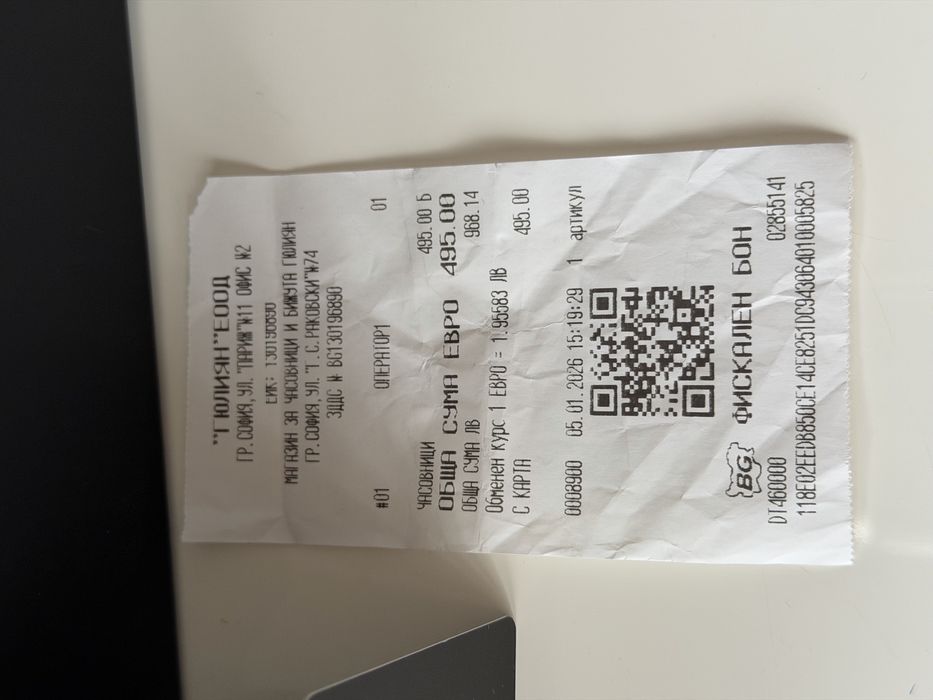 "ГЮЛИЯН"ЕООД
ГР.СОФИЯ,УЛ."ПАРИЖ"№11 ОФИС №2
ЕИК: 130196890
МАГАЗИН ЗА ЧАСОВНИЦИ И БИЖУТА ГЮЛИЯН
ГР.СОФИЯ,УЛ. "Г.С.РАКОВСКИ"№74
ЗДДС № BG130196890
#01 ОПЕРАТОР1 01
ЧАСОВНИЦИ 495.00 Б
ОБЩА СУМА ЕВРО 495.00
ОБЩА СУМА ЛВ 968.14
Обменен курс 1 ЕВРО = 1.95583 ЛВ
С КАРТА 495.00
0008900 05.01.2026 15:19:29 1 артикул
BG ФИСКАЛЕН БОН
DT460000 02855141
118E02EEDB850CE14CE8251DC943064010005825